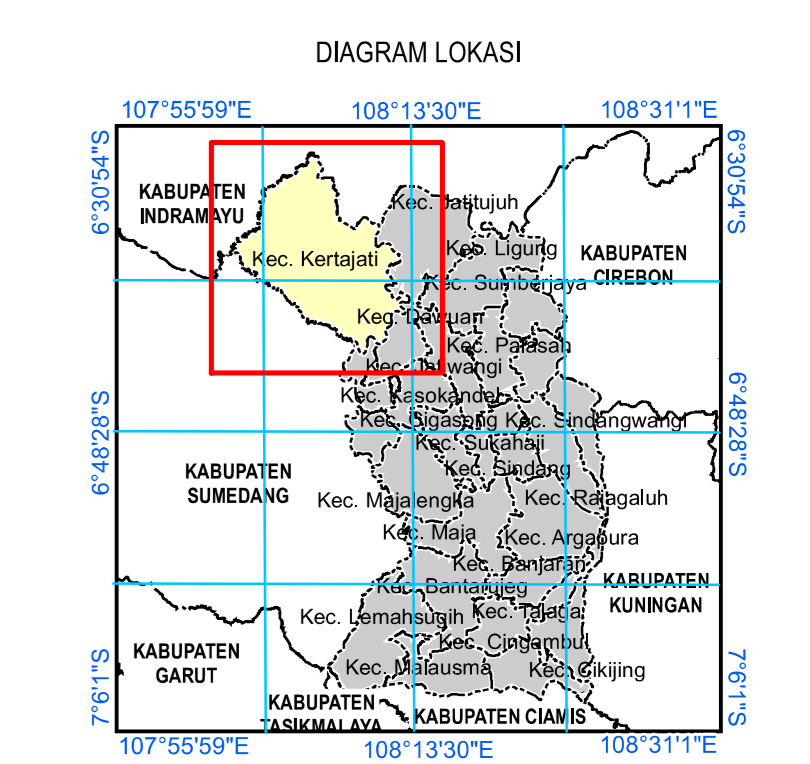 DIAGRAM LOKASI
107°55'59"E
108°13'30"E
108°31'1"E
6°30'54"S
6°30'54"S
KABUPATEN
INDRAMAYU
Kec. Jatitujuh
Kec. Ligung
KABUPATEN
CIREBON
Kec. Kertajati
Kec. Sumberjaya
Kec. Dawuan
Kec. Palasah
Kec. Jatiwangi
Kec. Kasokandel
Kec. Cigasong
Kec. Sindangwangi
6°48'28"S
6°48'28"S
Kec. Sukahaji
Kec. Sindang
KABUPATEN
SUMEDANG
Kec. Majalengka
Kec. Rajagaluh
Kec. Maja
Kec. Argapura
Kec. Banjaran
Kec. Bantarujeg
KABUPATEN
KUNINGAN
Kec. Lemahsugih
Kec. Talaga
Kec. Cingambul
KABUPATEN
GARUT
Kec. Malausma
Kec. Cikijing
7°6'1"S
7°6'1"S
KABUPATEN
TASIKMALAYA
KABUPATEN CIAMIS
107°55'59"E
108°13'30"E
108°31'1"E